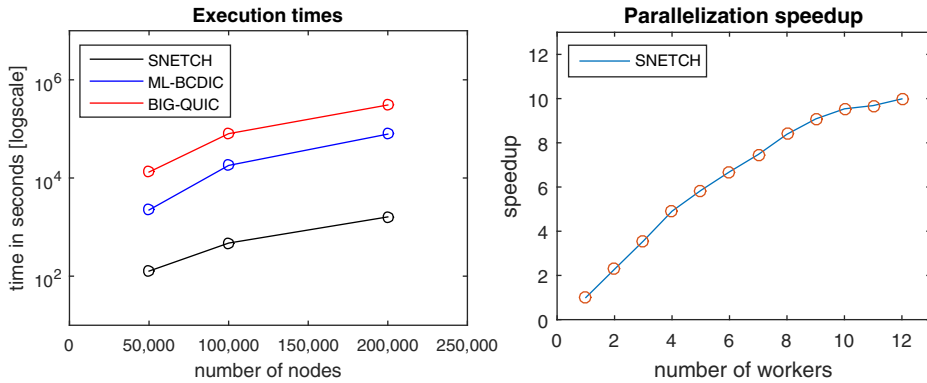 Execution times
time in seconds [logscale]
10^6
10^4
10^2
SNETCH
ML-BCDIC
BIG-QUIC
0 50,000 100,000 150,000 200,000 250,000
number of nodes
Parallelization speedup
speedup
12
10
8
6
4
2
0
SNETCH
0 2 4 6 8 10 12
number of workers